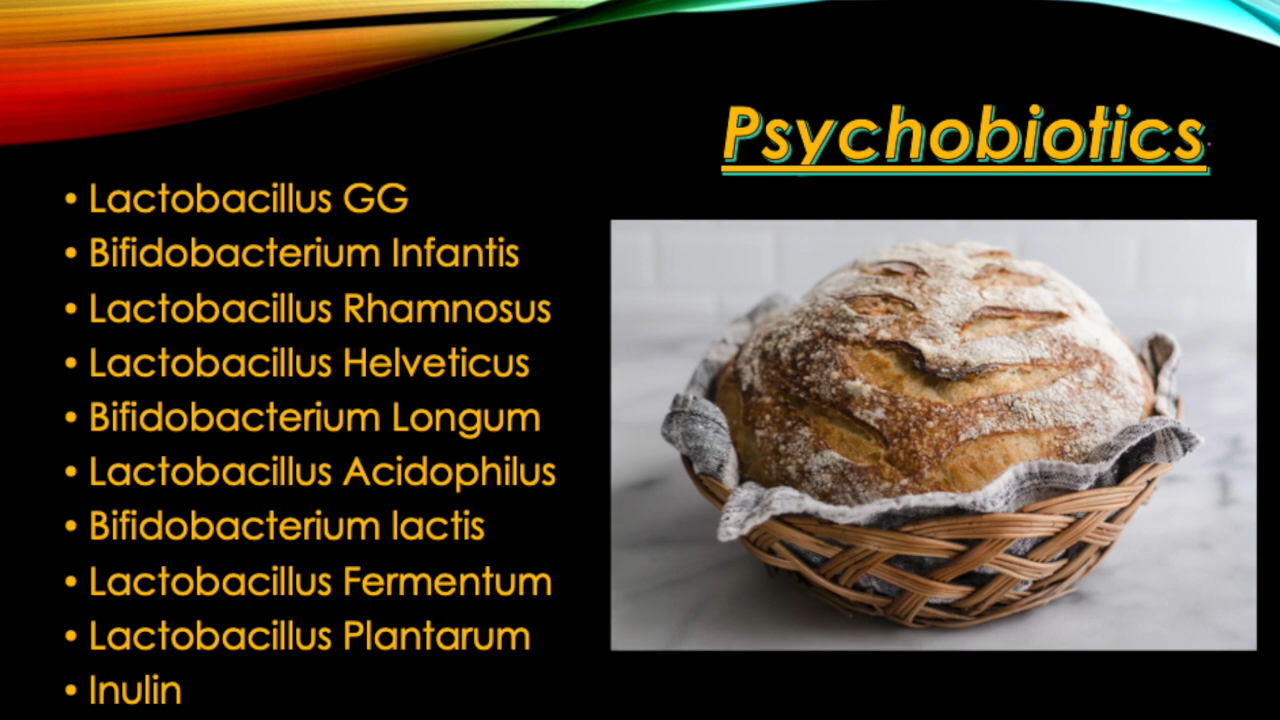 Psychobiotics
• Lactobacillus GG
• Bifidobacterium Infantis
• Lactobacillus Rhamnosus
• Lactobacillus Helveticus
• Bifidobacterium Longum
• Lactobacillus Acidophilus
• Bifidobacterium lactis
• Lactobacillus Fermentum
• Lactobacillus Plantarum
• Inulin